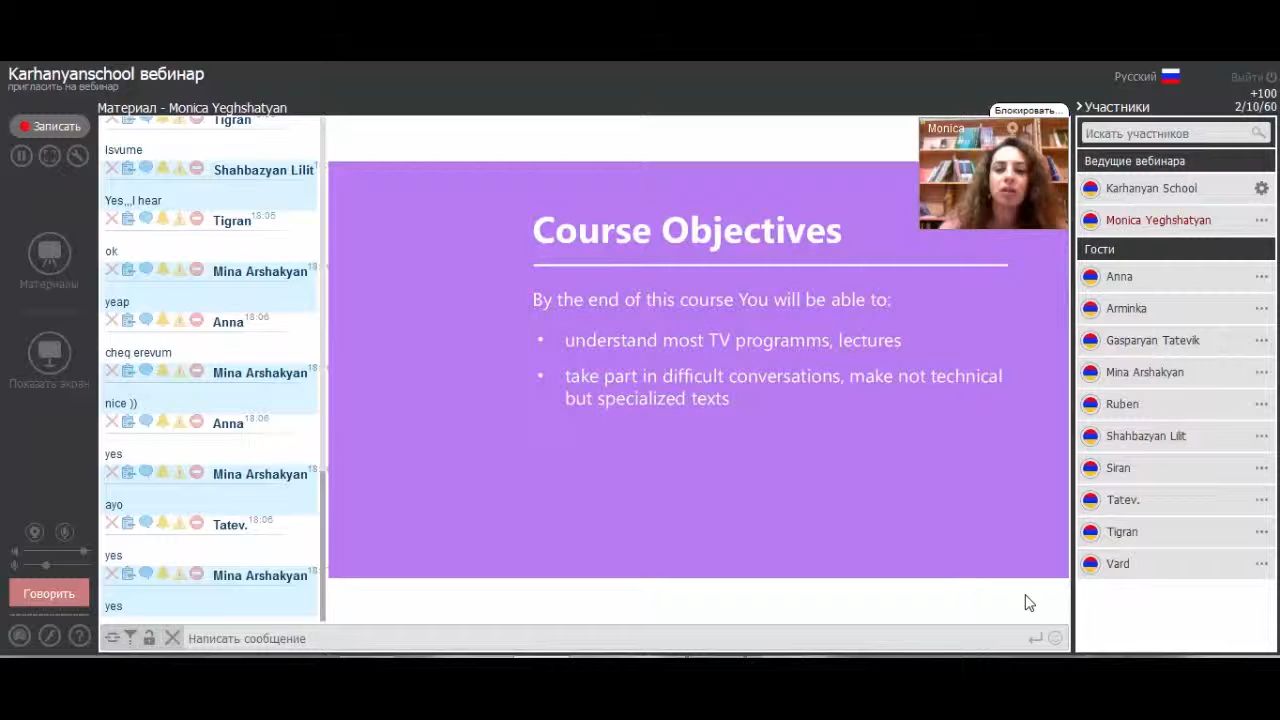 Karhanyanschool вебинар
пригласить на вебинар
Русский
Выйти
+100
2/10/60
Материал - Monica Yeghshatyan
Блокировать...
Участники
Записать
Материалы
Показать экран
Говорить
Tigran
Isvume
Shahbazyan Lilit
Yes,,,I hear
Tigran 18:05
ok
Mina Arshakyan 18:
yeap
Anna 18:06
cheq erevum
Mina Arshakyan 18:
nice ))
Anna 18:06
yes
Mina Arshakyan 18:
ayo
Tatev. 18:06
yes
Mina Arshakyan 18:
yes
Написать сообщение
Monica
Course Objectives
By the end of this course You will be able to:
• understand most TV programms, lectures
• take part in difficult conversations, make not technical
but specialized texts
Искать участников
Ведущие вебинара
Karhanyan School
Monica Yeghshatyan
Гости
Anna
Arminka
Gasparyan Tatevik
Mina Arshakyan
Ruben
Shahbazyan Lilit
Siran
Tatev.
Tigran
Vard